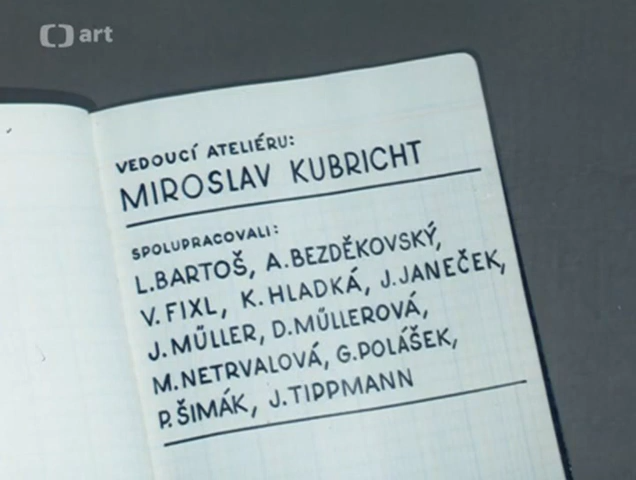 art
VEDOUCÍ ATELIÉRU:
MIROSLAV KUBRICHT
SPOLUPRACOVALI:
L. BARTOŠ, A. BEZDĚKOVSKÝ,
V. FIXL, K. HLADKÁ, J. JANEČEK,
J. MŰLLER, D. MŰLLEROVÁ,
M. NETRVALOVÁ, G. POLÁŠEK,
P. ŠIMÁK, J. TIPPMANN